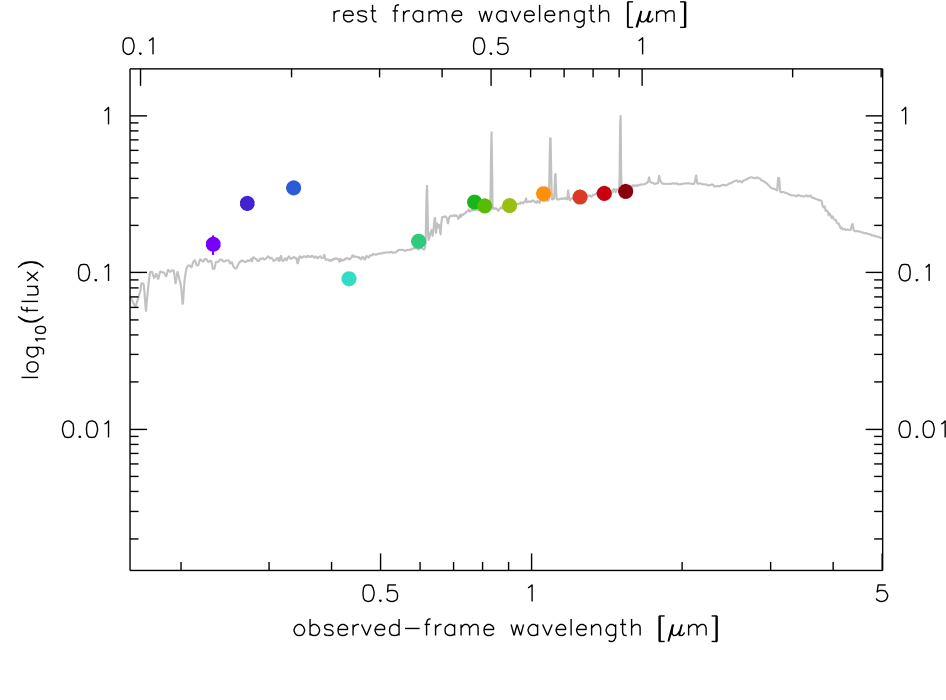 rest frame wavelength [μm]
0.1 0.5 1
1 1
0.1 0.1
0.01 0.01
log10(flux)
0.5 1 5
observed-frame wavelength [μm]